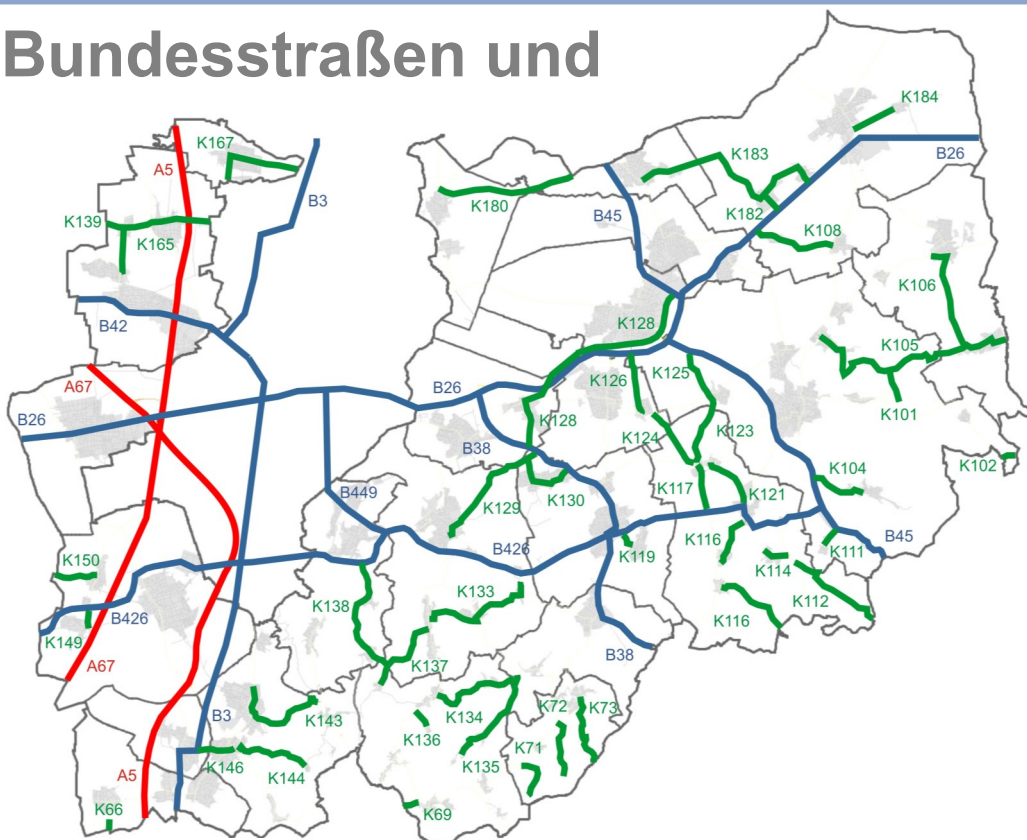 Bundesstraßen und
K184
K167
A5
K183
B26
B3
K180
K139
K165
B45
K182
K108
K106
B42
K128
K105
A67
K126
K125
B26
K101
B26
K128
K124
K123
B38
K102
K104
B449
K129
K130
K117
K121
K116
B45
K150
B426
K119
K111
K114
K133
K138
K112
B426
K149
K116
B38
A67
K137
B3
K143
K134
K72
K73
K136
K71
K135
A5
K146
K144
K66
K69